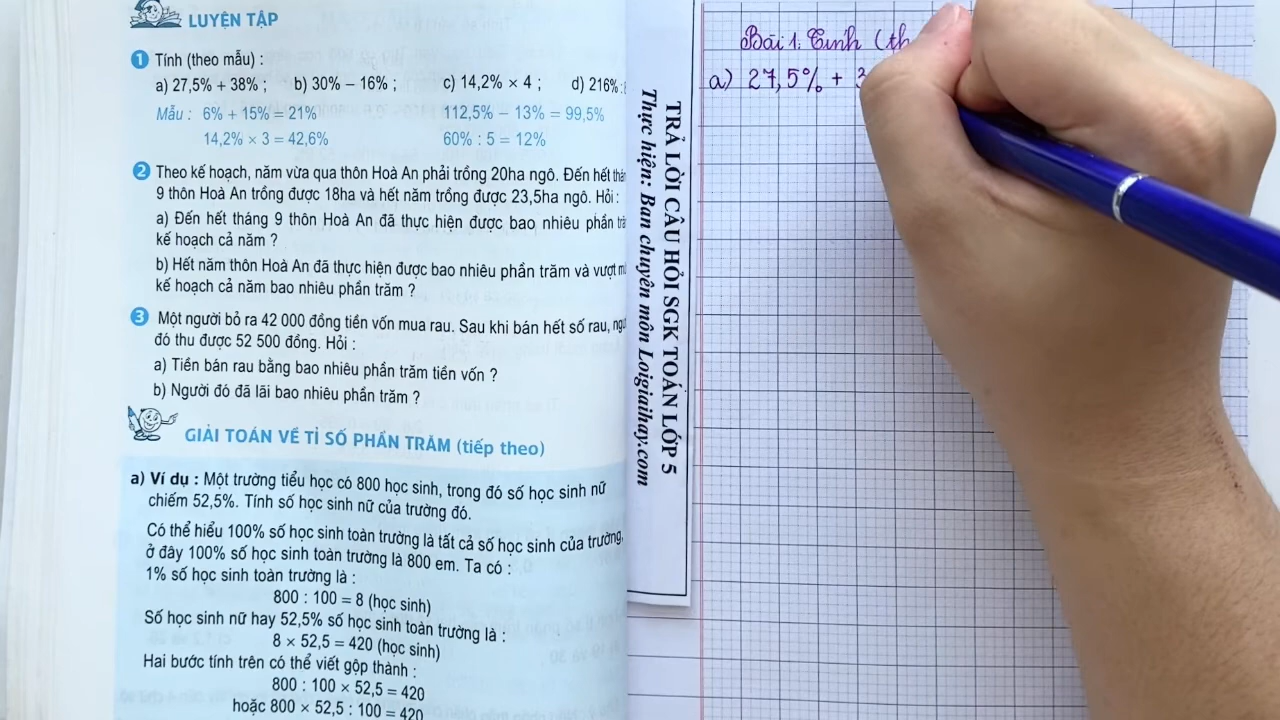 LUYỆN TẬP
1 Tính (theo mẫu) :
a) 27,5% + 38% ; b) 30% – 16% ; c) 14,2% × 4 ; d) 216% :
Mẫu : 6% + 15% = 21% 112,5% – 13% = 99,5%
14,2% × 3 = 42,6% 60% : 5 = 12%
2 Theo kế hoạch, năm vừa qua thôn Hoà An phải trồng 20ha ngô. Đến hết
9 thôn Hoà An trồng được 18ha và hết năm trồng được 23,5ha ngô. Hỏi :
a) Đến hết tháng 9 thôn Hoà An đã thực hiện được bao nhiêu phần
kế hoạch cả năm ?
b) Hết năm thôn Hoà An đã thực hiện được bao nhiêu phần trăm và vượt
kế hoạch cả năm bao nhiêu phần trăm ?
3 Một người bỏ ra 42 000 đồng tiền vốn mua rau. Sau khi bán hết số rau,
đó thu được 52 500 đồng. Hỏi :
a) Tiền bán rau bằng bao nhiêu phần trăm tiền vốn ?
b) Người đó đã lãi bao nhiêu phần trăm ?
GIẢI TOÁN VỀ TỈ SỐ PHẦN TRĂM (tiếp theo)
a) Ví dụ : Một trường tiểu học có 800 học sinh, trong đó số học sinh nữ
chiếm 52,5%. Tính số học sinh nữ của trường đó.
Có thể hiểu 100% số học sinh toàn trường là tất cả số học sinh của trường,
ở đây 100% số học sinh toàn trường là 800 em. Ta có :
1% số học sinh toàn trường là :
800 : 100 = 8 (học sinh)
Số học sinh nữ hay 52,5% số học sinh toàn trường là :
8 × 52,5 = 420 (học sinh)
Hai bước tính trên có thể viết gộp thành :
800 : 100 × 52,5 = 420
hoặc 800 × 52,5 : 100 = 420
TRẢ LỜI CÂU HỎI SGK TOÁN LỚP 5
Thực hiện: Ban chuyên môn Loigiaihay.com
Bài 1. Tính (th
a) 27,5% + 3